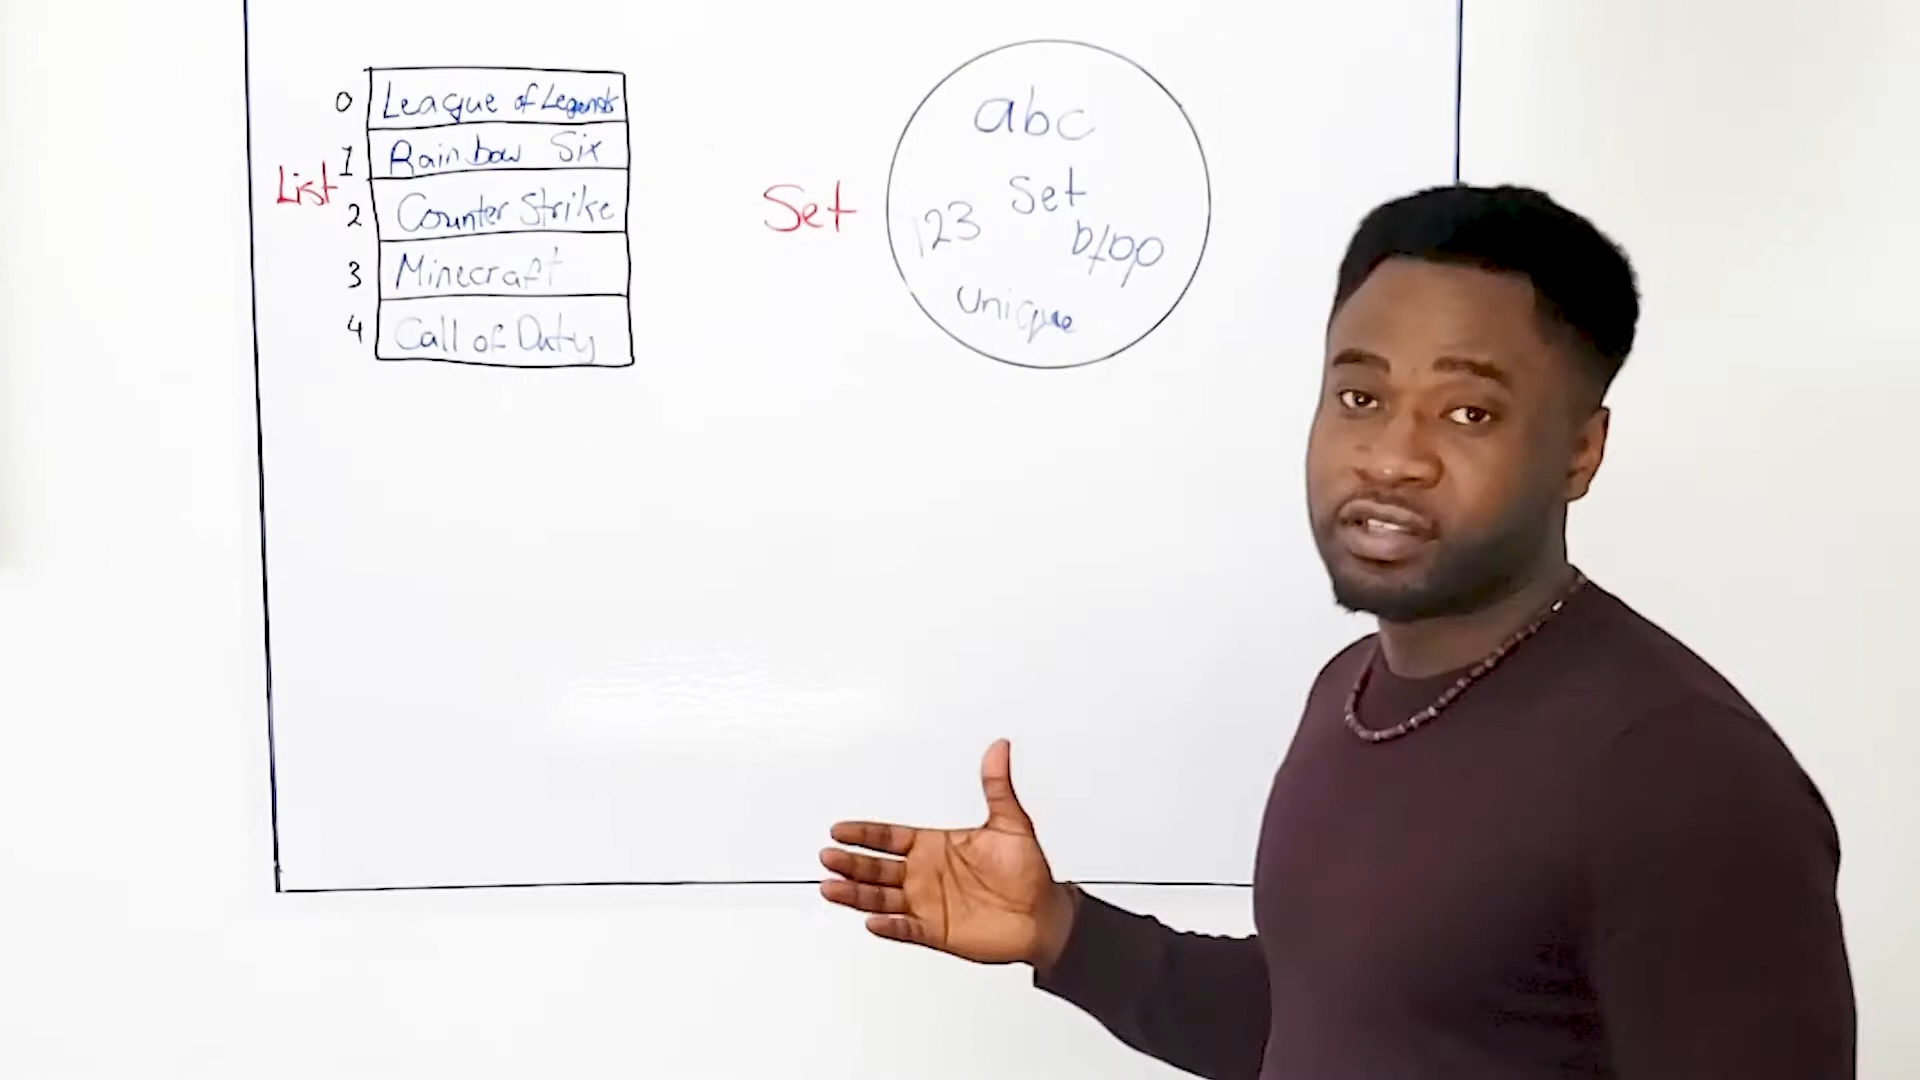 List
0 League of Legends
1 Rainbow Six
2 Counter Strike
3 Minecraft
4 Call of Duty
Set
abc
Set
123
unique